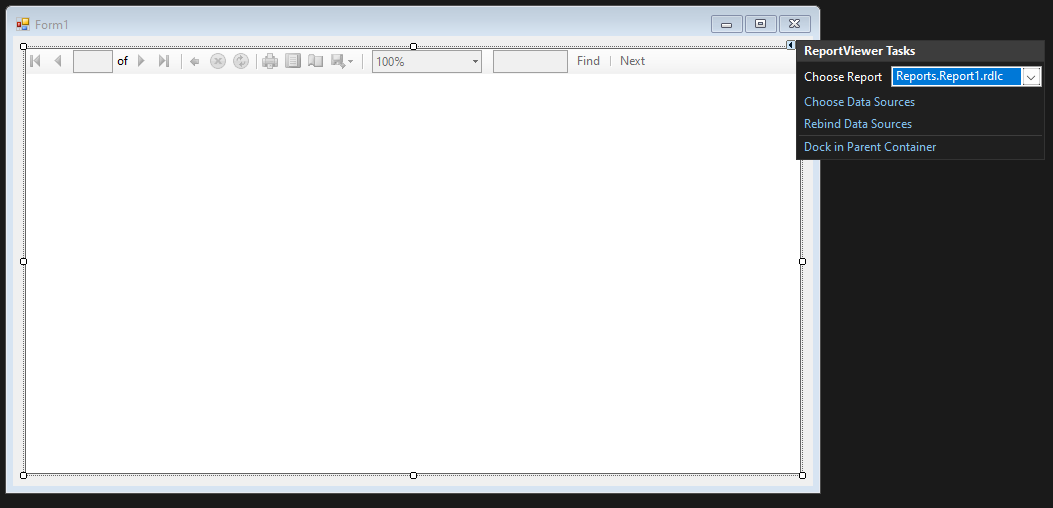 Form1
of 100% Find Next
ReportViewer Tasks
Choose Report Reports.Report1.rdlc
Choose Data Sources
Rebind Data Sources
Dock in Parent Container